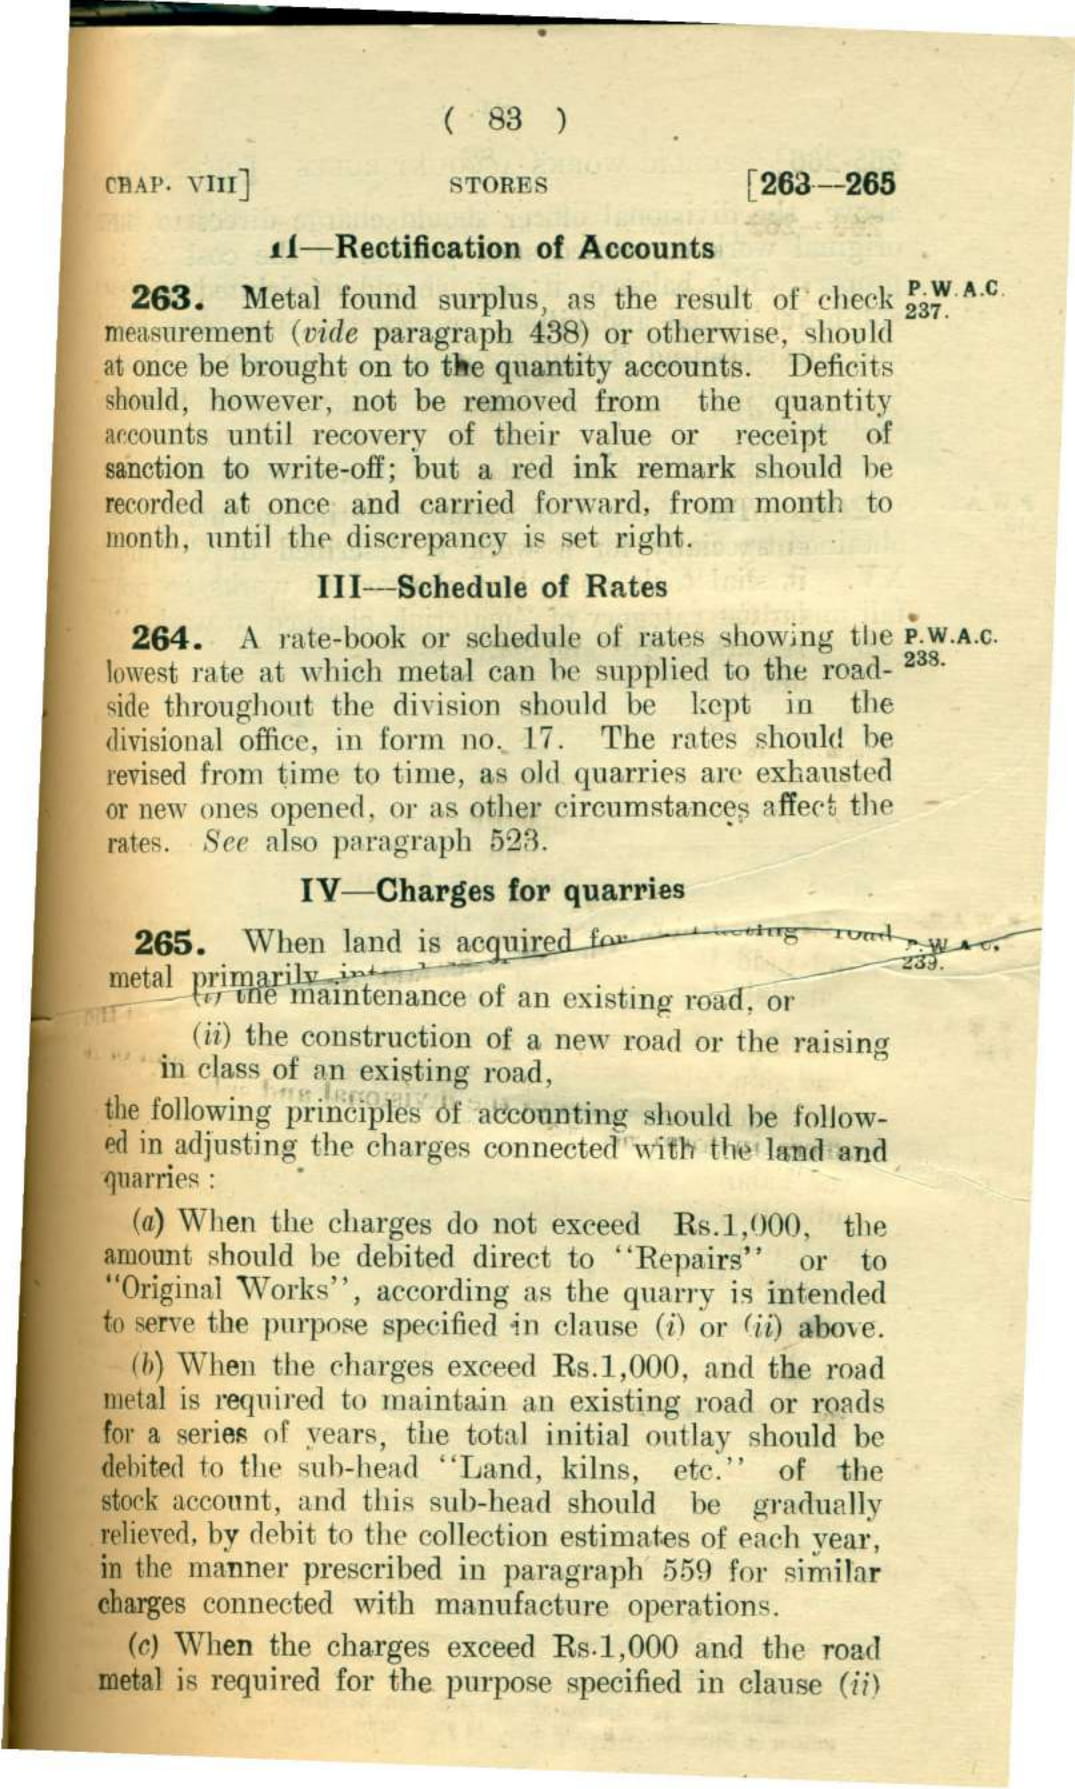 ( 83 )
CHAP. VIII] STORES [263—265
II—Rectification of Accounts
263. Metal found surplus, as the result of check P.W.A.C. 237.
measurement (vide paragraph 438) or otherwise, should
at once be brought on to the quantity accounts. Deficits
should, however, not be removed from the quantity
accounts until recovery of their value or receipt of
sanction to write-off; but a red ink remark should be
recorded at once and carried forward, from month to
month, until the discrepancy is set right.
III—Schedule of Rates
264. A rate-book or schedule of rates showing the P.W.A.C. 238.
lowest rate at which metal can be supplied to the road-
side throughout the division should be kept in the
divisional office, in form no. 17. The rates should be
revised from time to time, as old quarries are exhausted
or new ones opened, or as other circumstances affect the
rates. See also paragraph 523.
IV—Charges for quarries
265. When land is acquired for road P.W.A.C. 239.
metal primarily
(i) the maintenance of an existing road, or
(ii) the construction of a new road or the raising
in class of an existing road,
the following principles of accounting should be follow-
ed in adjusting the charges connected with the land and
quarries :
(a) When the charges do not exceed Rs.1,000, the
amount should be debited direct to "Repairs" or to
"Original Works", according as the quarry is intended
to serve the purpose specified in clause (i) or (ii) above.
(b) When the charges exceed Rs.1,000, and the road
metal is required to maintain an existing road or roads
for a series of years, the total initial outlay should be
debited to the sub-head "Land, kilns, etc." of the
stock account, and this sub-head should be gradually
relieved, by debit to the collection estimates of each year,
in the manner prescribed in paragraph 559 for similar
charges connected with manufacture operations.
(c) When the charges exceed Rs.1,000 and the road
metal is required for the purpose specified in clause (ii)